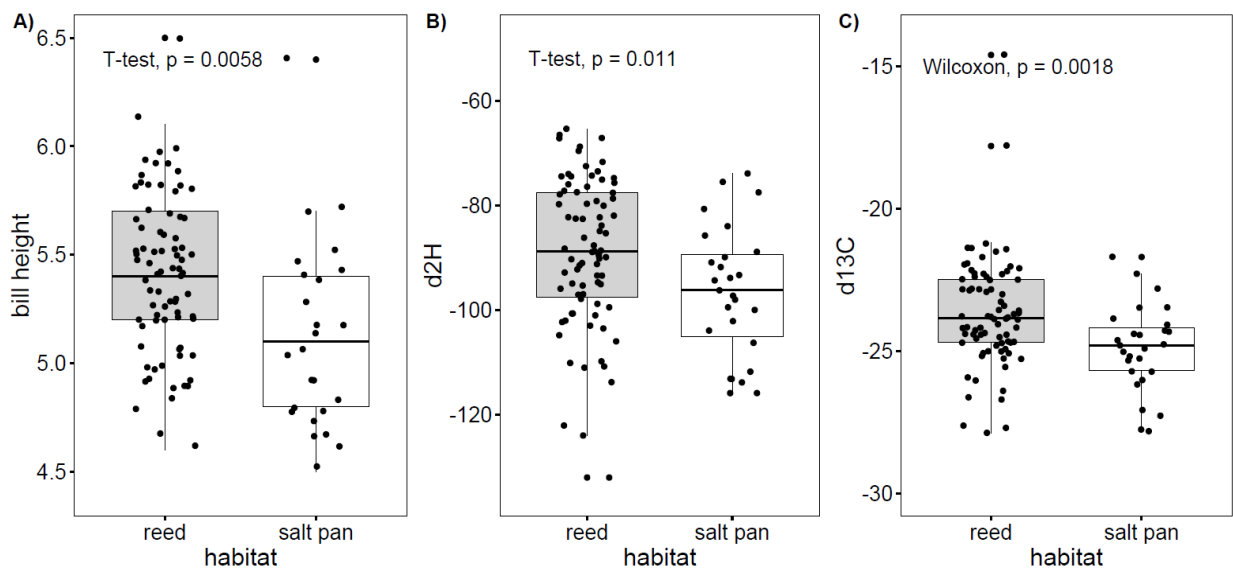 A)
bill height
6.5
6.0
5.5
5.0
4.5
T-test, p = 0.0058
reed
salt pan
habitat
B)
d2H
-60
-80
-100
-120
T-test, p = 0.011
reed
salt pan
habitat
C)
d13C
-15
-20
-25
-30
Wilcoxon, p = 0.0018
reed
salt pan
habitat